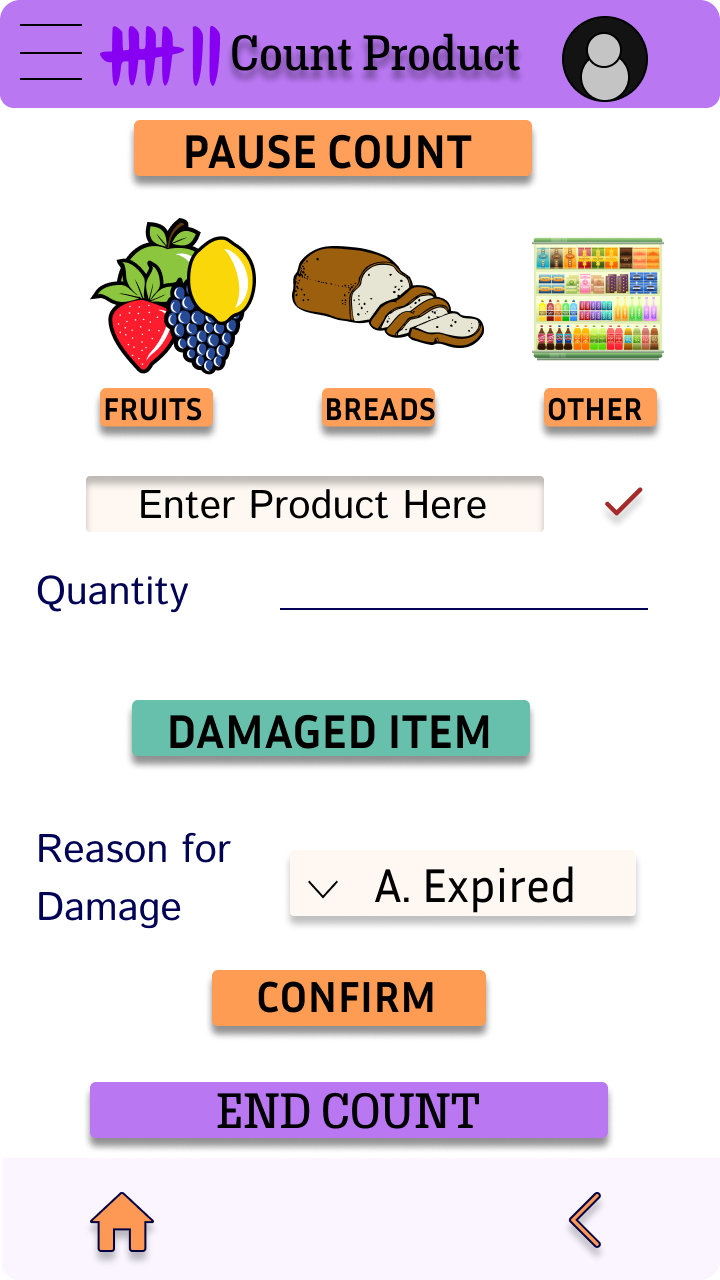 Count Product
PAUSE COUNT
FRUITS
BREADS
OTHER
Enter Product Here
Quantity
DAMAGED ITEM
Reason for
Damage
A. Expired
CONFIRM
END COUNT